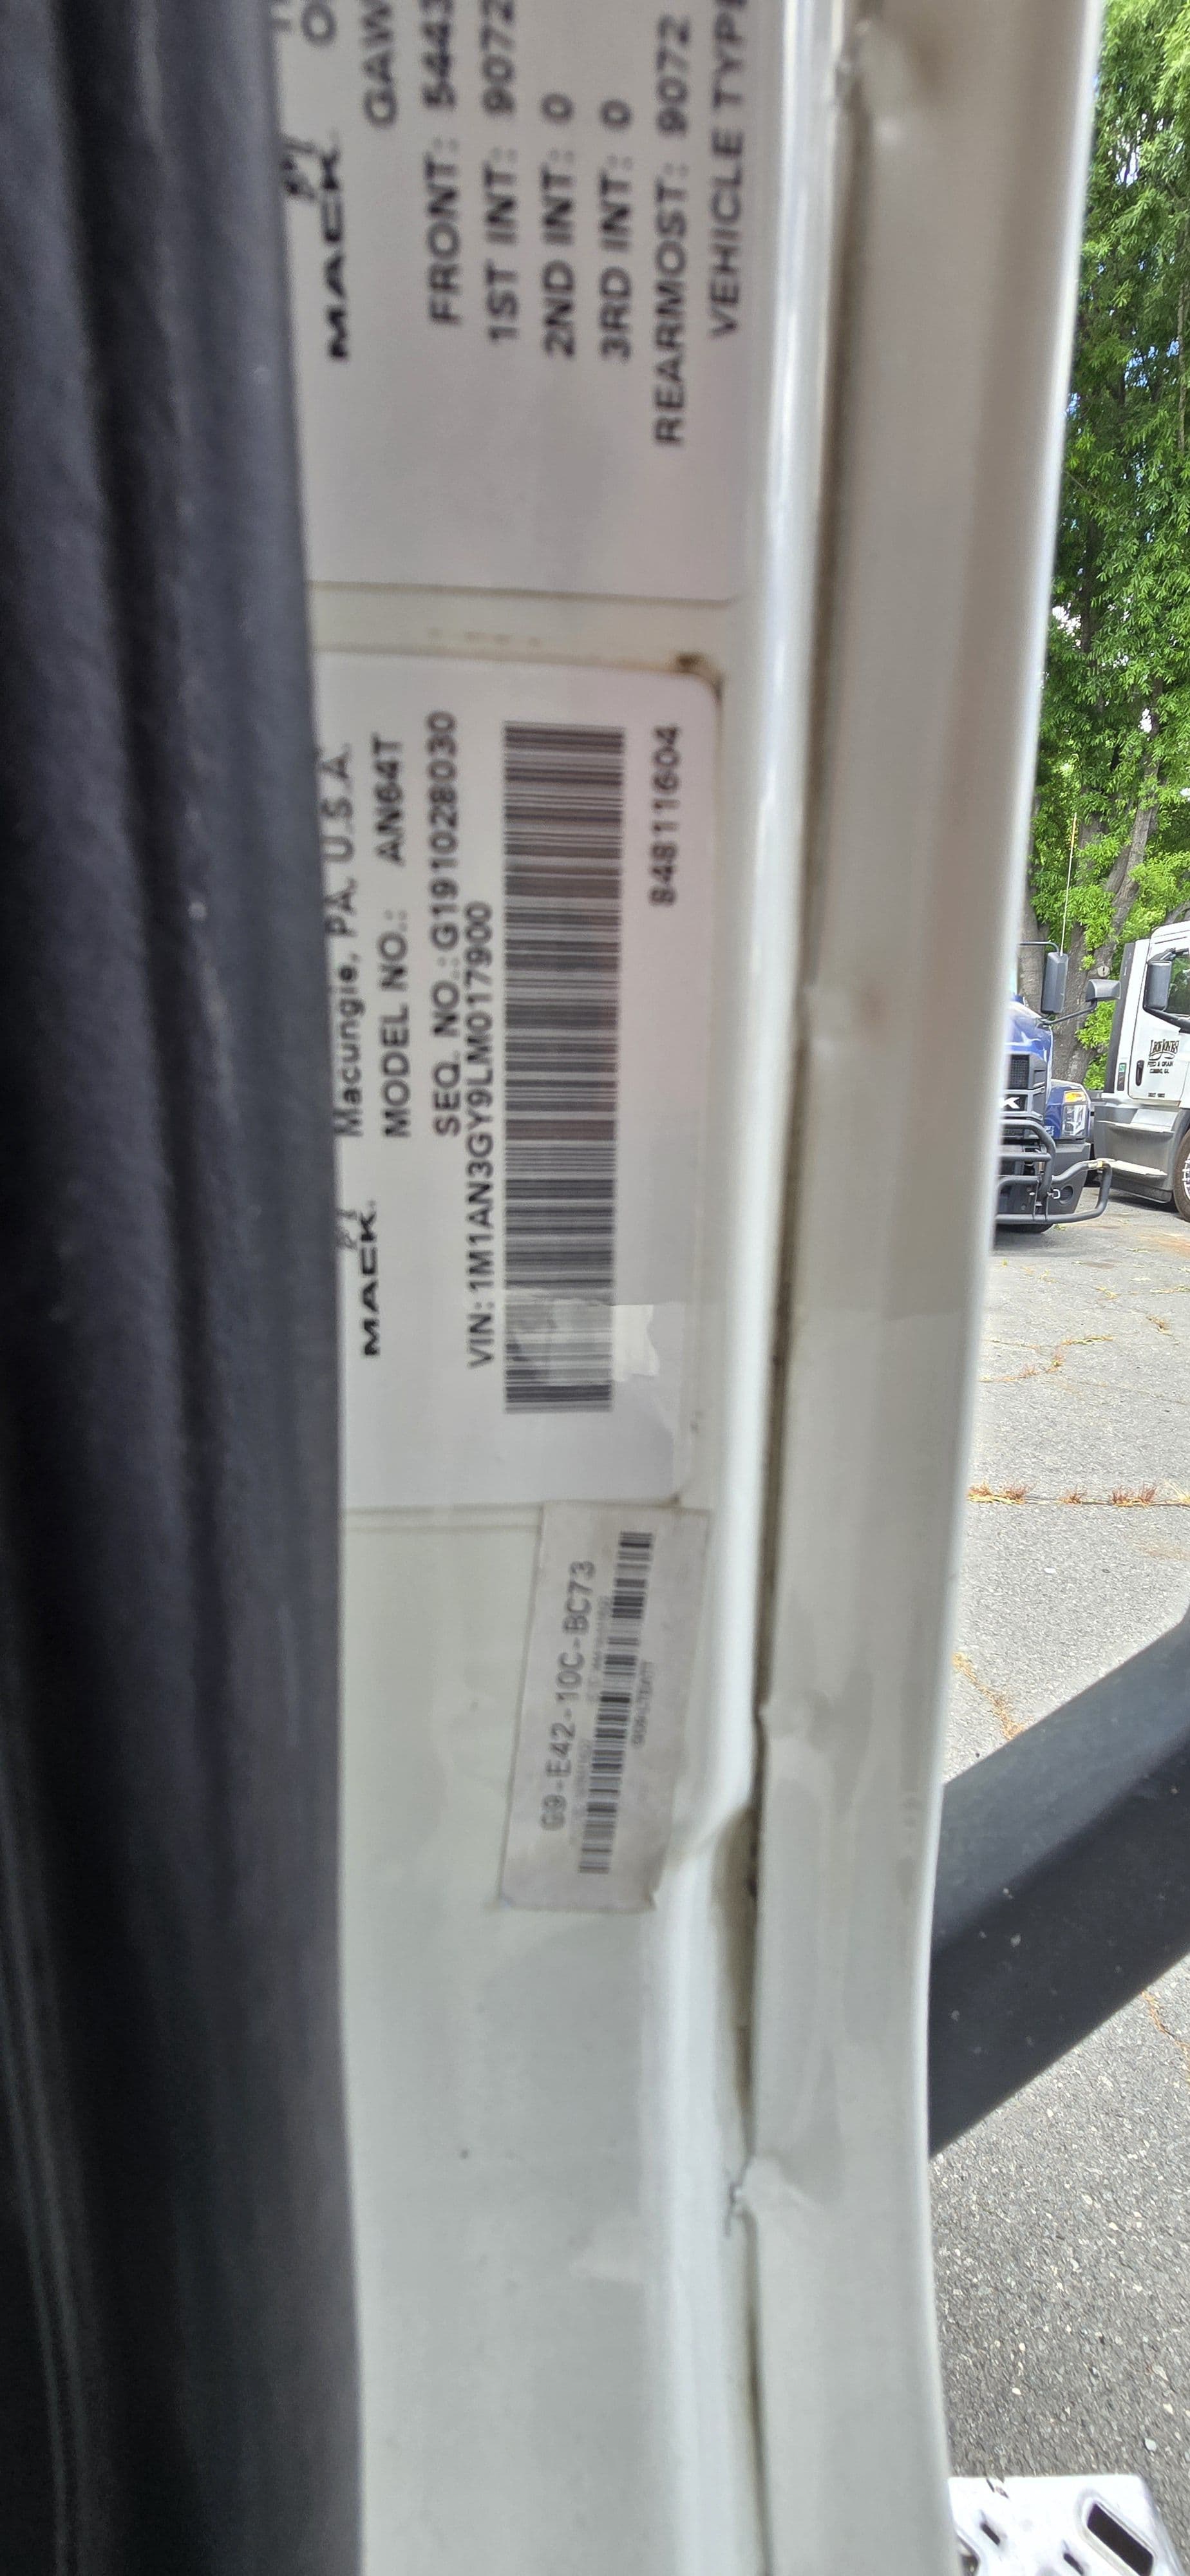 GAW
MACK
FRONT: 5443
1ST INT: 9072
2ND INT: 0
3RD INT: 0
REARMOST: 9072
VEHICLE TYPE
Macungie, PA. U.S.A.
MACK.
MODEL NO.: AN64T
SEQ. NO.: G191028030
VIN: 1M1AN3GY9LM017900
84811604
G9-E42-10C-BC73